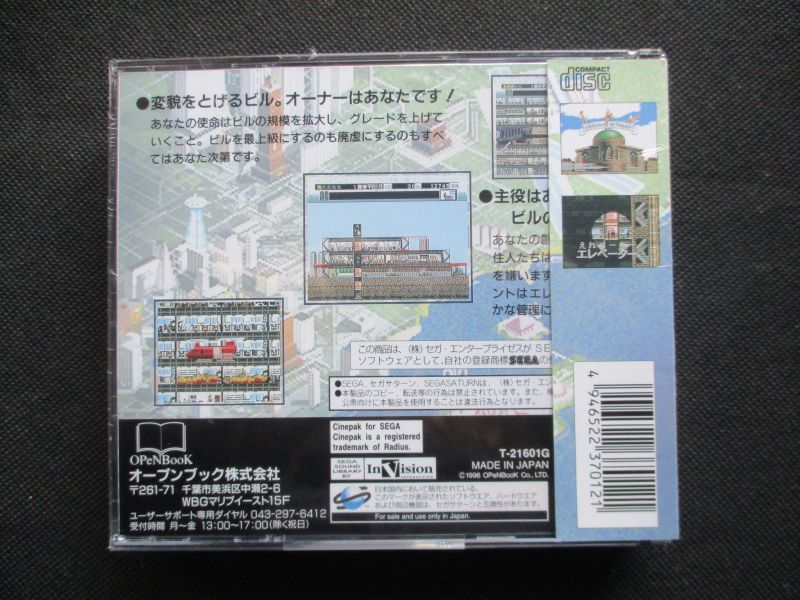 ●変貌をとげるビル。オーナーはあなたです!
あなたの使命はビルの規模を拡大し、グレードを上げて
いくこと。ビルを最上級にするのも廃虚にするのもすべ
てはあなた次第です。
●主役はあ
ビルの
あなたの創
住人たちは
を嫌います
ントはエレ
かな管理に
COMPACT
disc
えれべーたー
エレベーター
この商品は、(株)セガ・エンタープライゼスがSE
ソフトウェアとして、自社の登録商標SEGAの
●SEGA、セガサターン、SEGASATURNは、(株)セガ・エン
●本製品のコピー、転送等の行為は禁止されています。また、
公衆向けに本製品を使用することは違法行為となります。
OPeNBooK
オープンブック株式会社
〒261-71 千葉市美浜区中瀬2-6
WBGマリブイースト15F
ユーザーサポート専用ダイヤル 043-297-6412
受付時間 月~金 13:00~17:00(除く祝日)
Cinepak for SEGA
Cinepak is a registered
trademark of Radius.
SEGA
SOUND
LIBRARY
BY
InVision
T-21601G
MADE IN JAPAN
©1996 OPeNBooK Co., LTD.
日本国内において販売されている、
このマークが表示されたソフトウエア、ハードウエア
および周辺機器は、セガサターンと互換性があります。
For sale and use only in Japan.
4946522137012